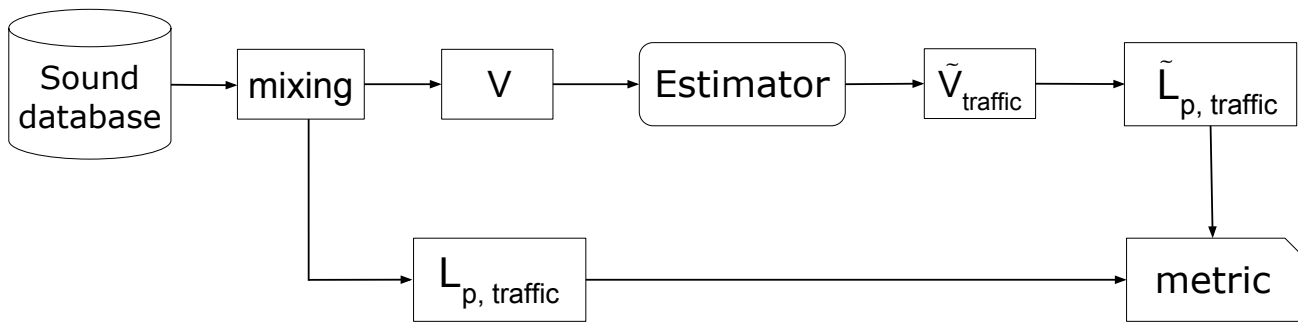 Sound
database
mixing
V
Estimator
Ṽtraffic
L̃p, traffic
Lp, traffic
metric